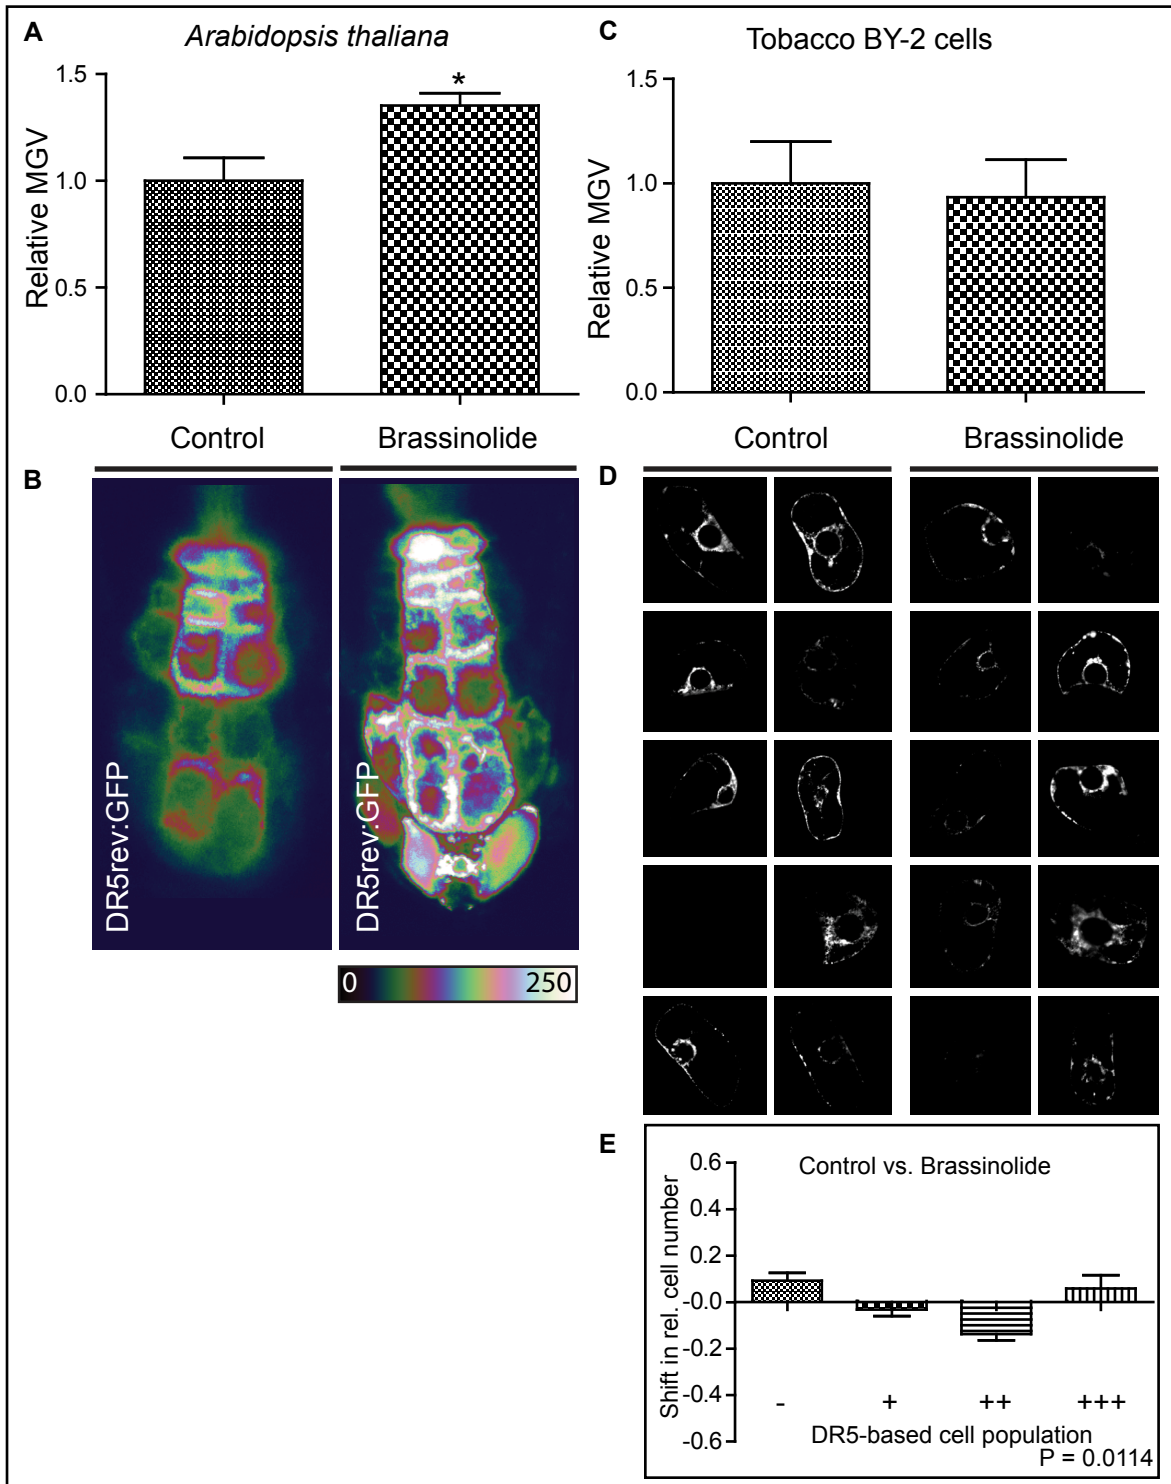 A
Arabidopsis thaliana
1.5
1.0
0.5
0.0
Relative MGV
*
Control
Brassinolide
B
DR5rev:GFP
DR5rev:GFP
0
250
C
Tobacco BY-2 cells
1.5
1.0
0.5
0.0
Relative MGV
Control
Brassinolide
D
E
Control vs. Brassinolide
0.6
0.4
0.2
-0.0
-0.2
-0.4
-0.6
Shift in rel. cell number
-
+
++
+++
DR5-based cell population
P = 0.0114